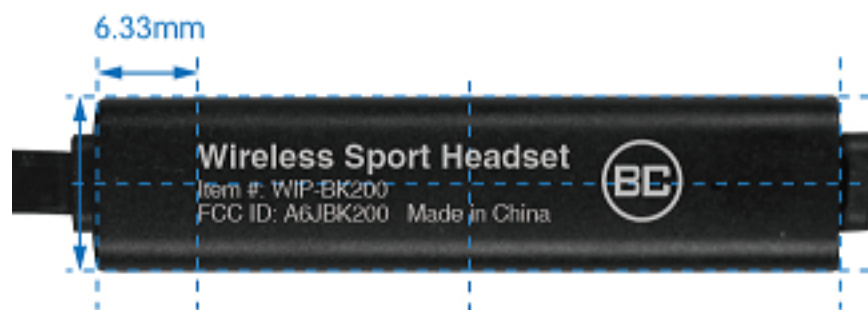 6.33mm
Wireless Sport Headset
BC
Item #: WIP-BK200
FCC ID: A6JBK200 Made in China